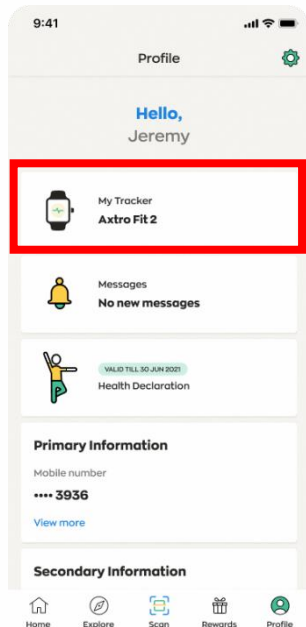 9:41
Profile
Hello,
Jeremy
My Tracker
Axtro Fit 2
Messages
No new messages
VALID TILL 30 JUN 2021
Health Declaration
Primary Information
Mobile number
•••• 3936
View more
Secondary Information
Home Explore Scan Rewards Profile